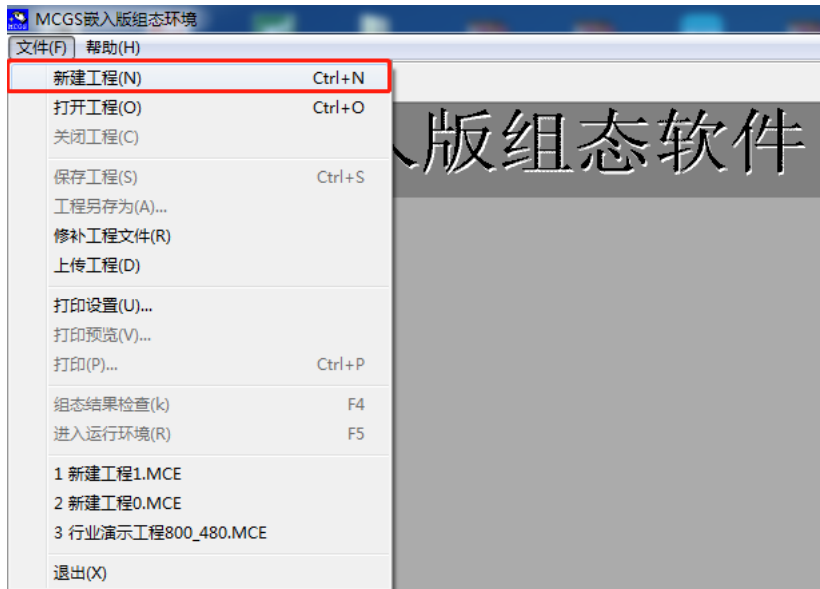 MCGS嵌入版组态环境
文件(F) 帮助(H)
新建工程(N) Ctrl+N
打开工程(O) Ctrl+O
关闭工程(C)
保存工程(S) Ctrl+S
工程另存为(A)...
修补工程文件(R)
上传工程(D)
打印设置(U)...
打印预览(V)...
打印(P)... Ctrl+P
组态结果检查(k) F4
进入运行环境(R) F5
1 新建工程1.MCE
2 新建工程0.MCE
3 行业演示工程800_480.MCE
退出(X)
入版组态软件